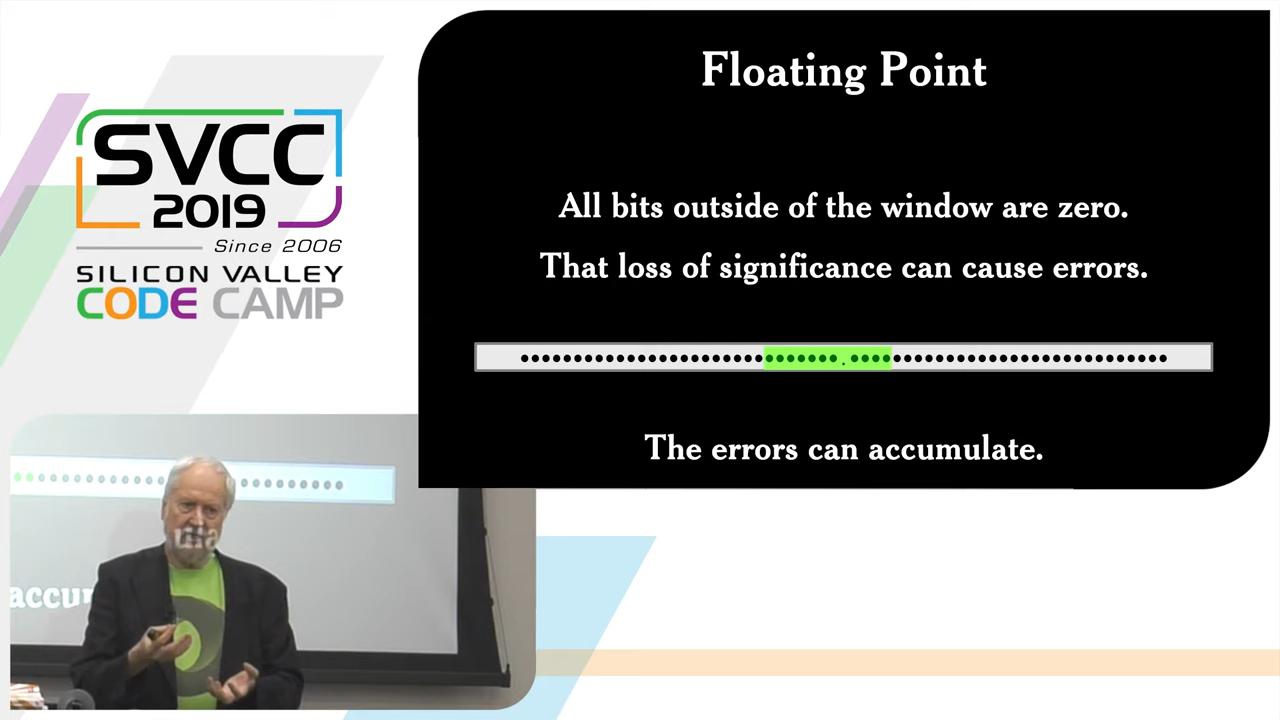 SVCC
2019
Since 2006
SILICON VALLEY
CODE CAMP
Floating Point
All bits outside of the window are zero.
That loss of significance can cause errors.
The errors can accumulate.